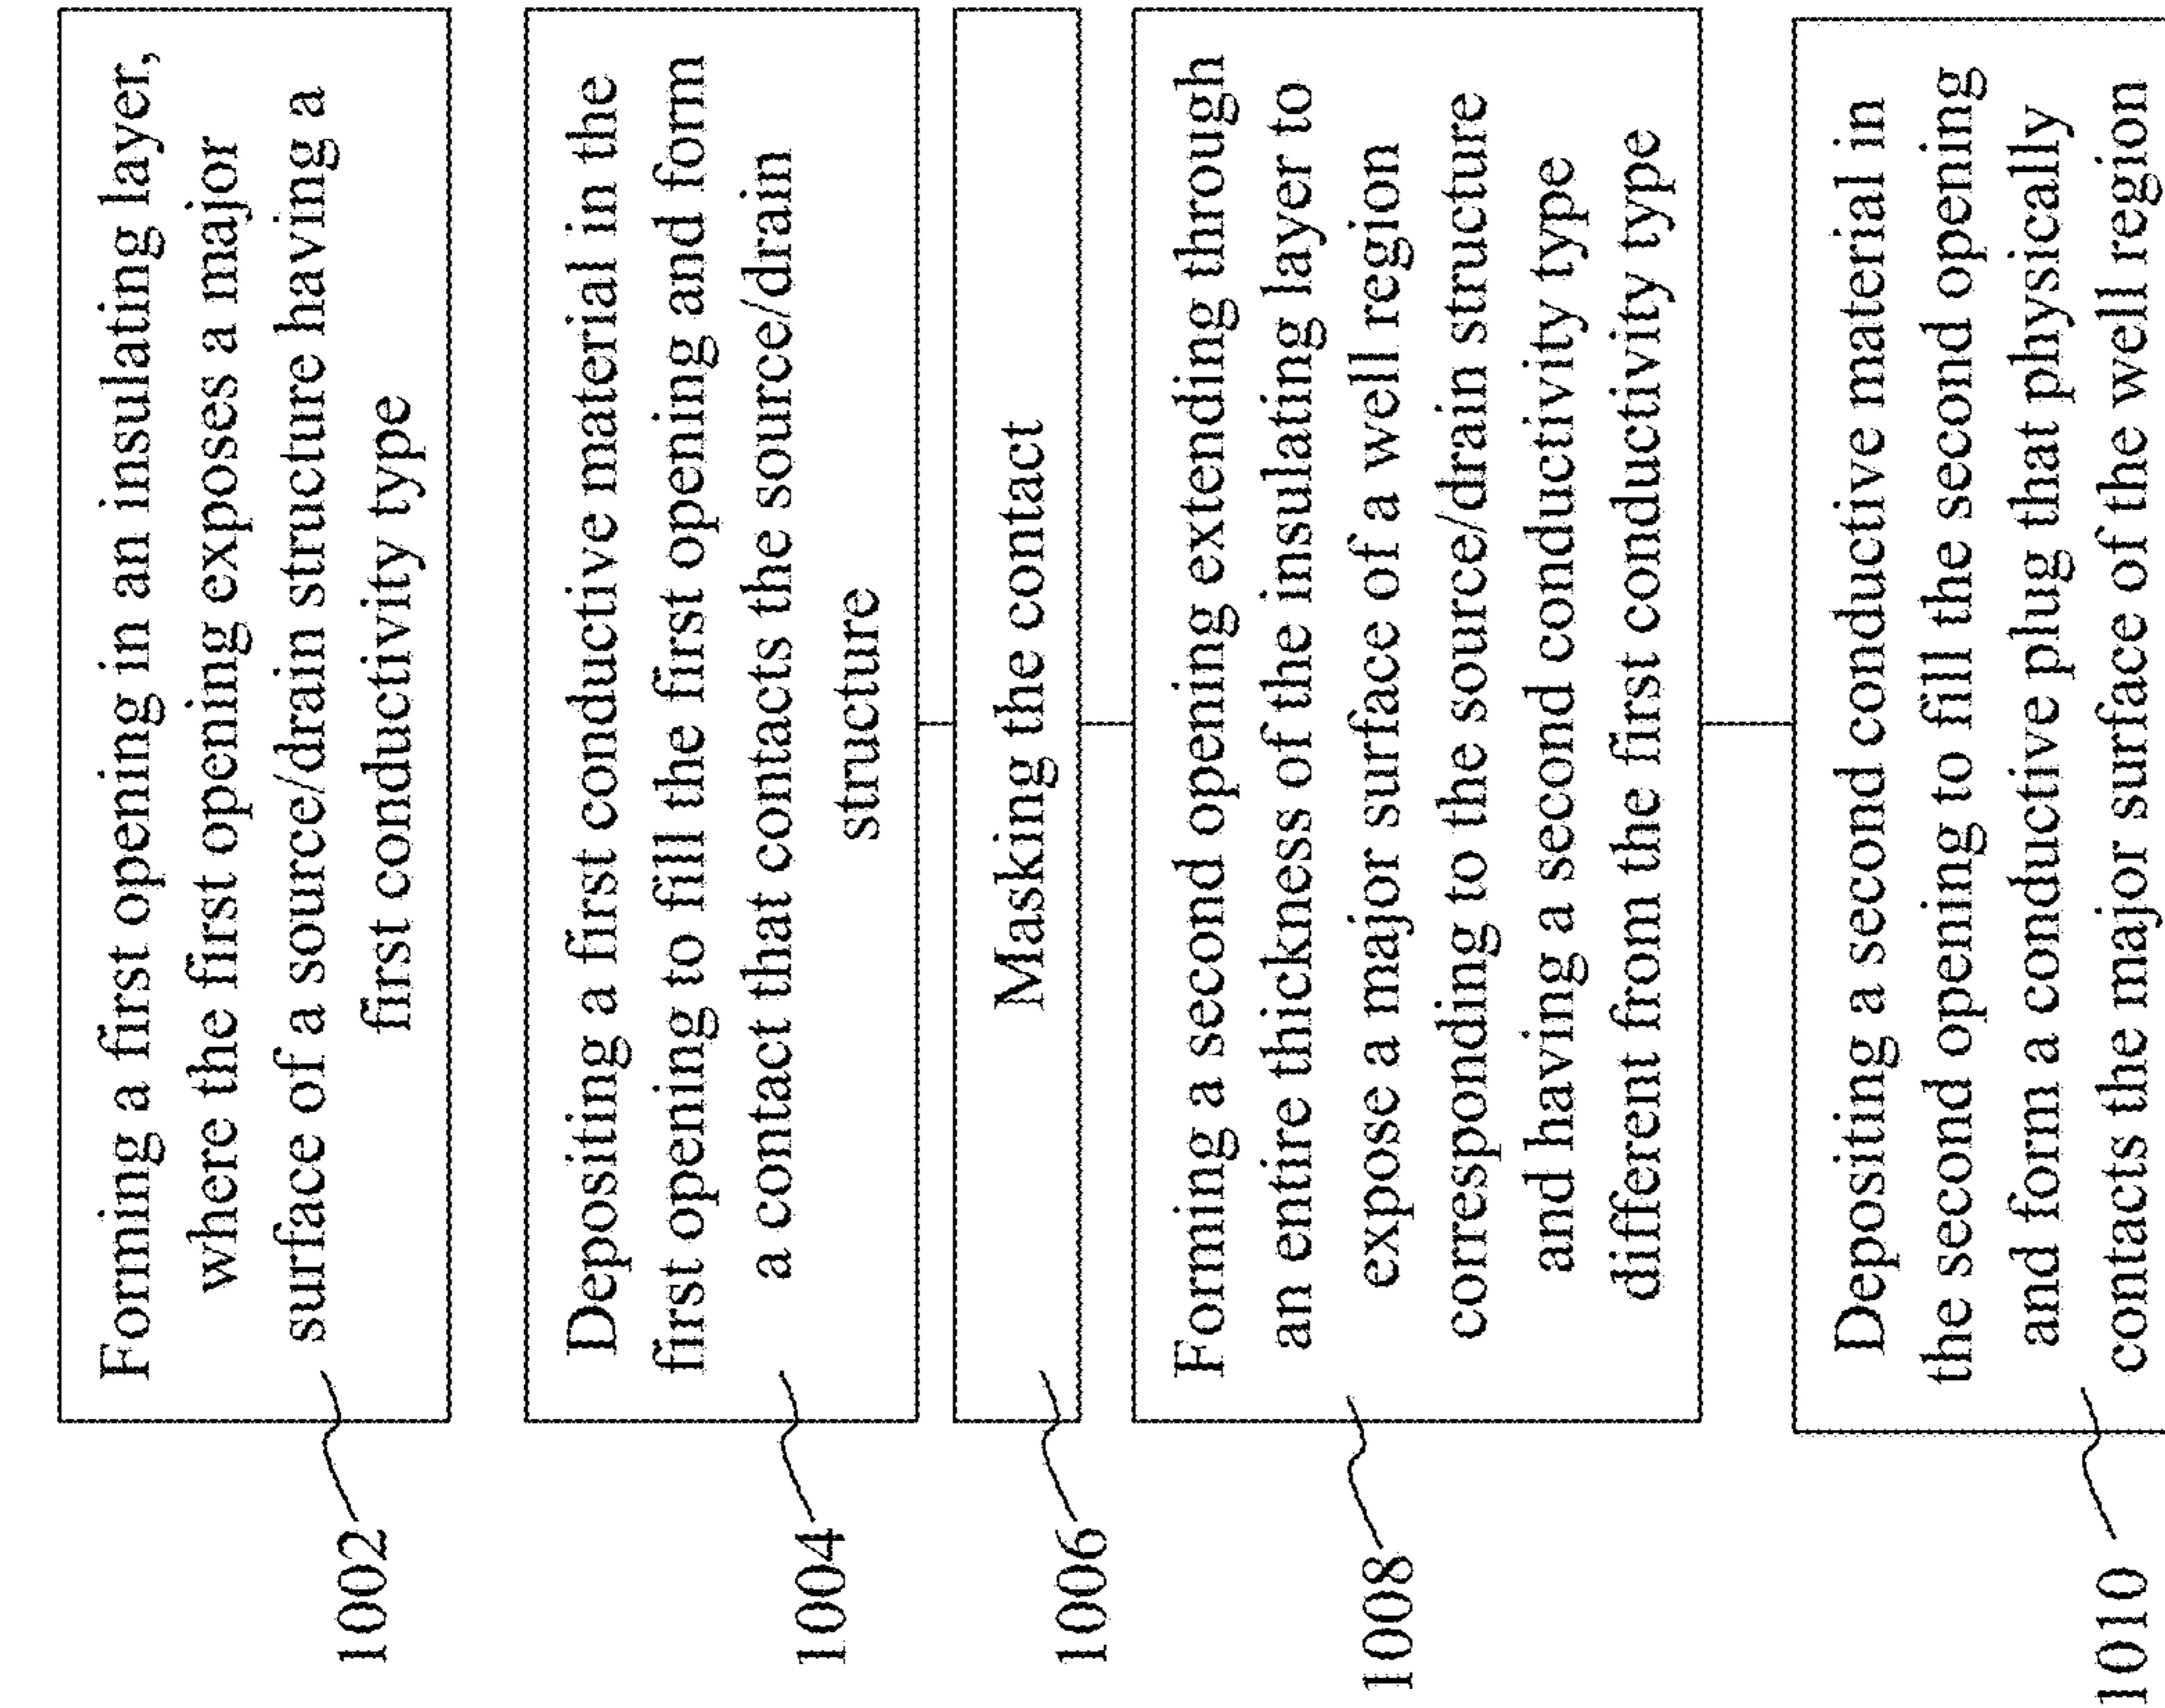 Forming a first opening in an insulating layer,
where the first opening exposes a major
surface of a source/drain structure having a
first conductivity type
1002
Depositing a first conductive material in the
first opening to fill the first opening and form
a contact that contacts the source/drain
structure
1004
Masking the contact
1006
Forming a second opening extending through
an entire thickness of the insulating layer to
expose a major surface of a well region
corresponding to the source/drain structure
and having a second conductivity type
different from the first conductivity type
1008
Depositing a second conductive material in
the second opening to fill the second opening
and form a conductive plug that physically
contacts the major surface of the well region
1010